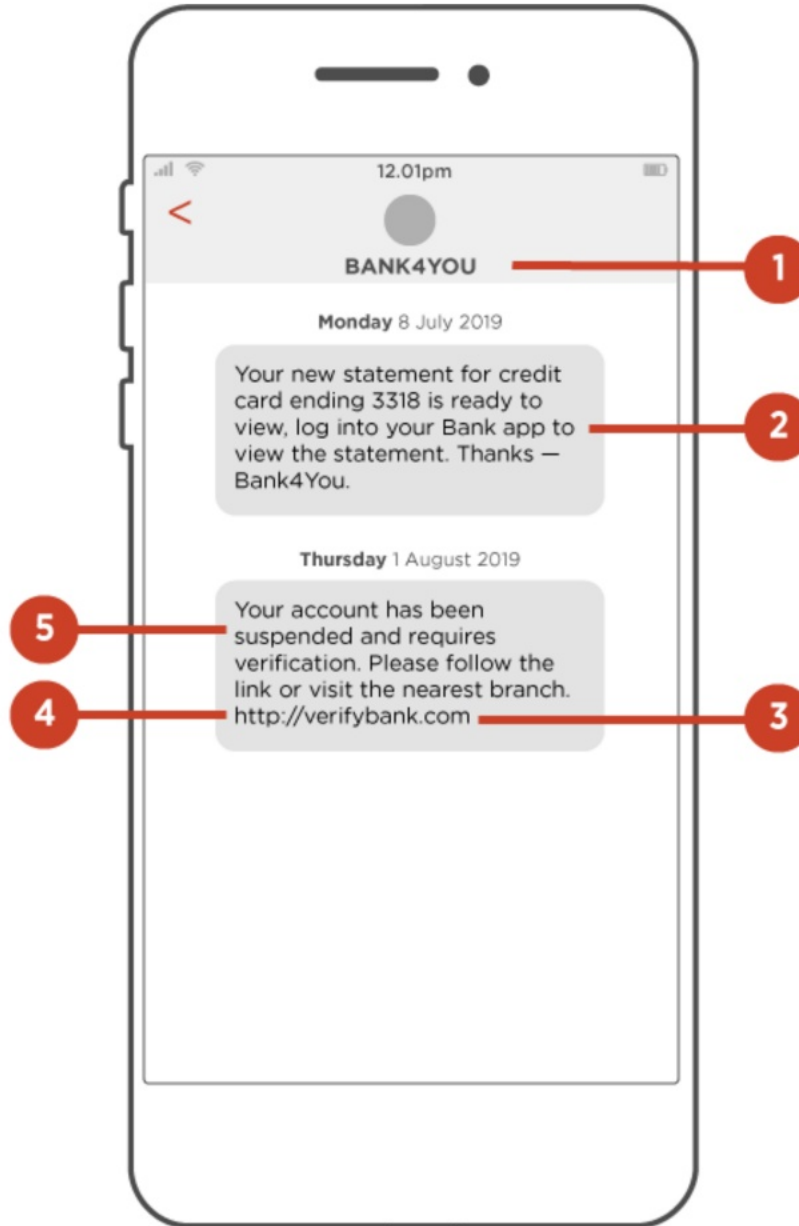 12.01pm
<
BANK4YOU
1
Monday 8 July 2019
Your new statement for credit
card ending 3318 is ready to
view, log into your Bank app to
view the statement. Thanks —
Bank4You.
2
Thursday 1 August 2019
Your account has been
suspended and requires
verification. Please follow the
link or visit the nearest branch.
http://verifybank.com
5
4
3